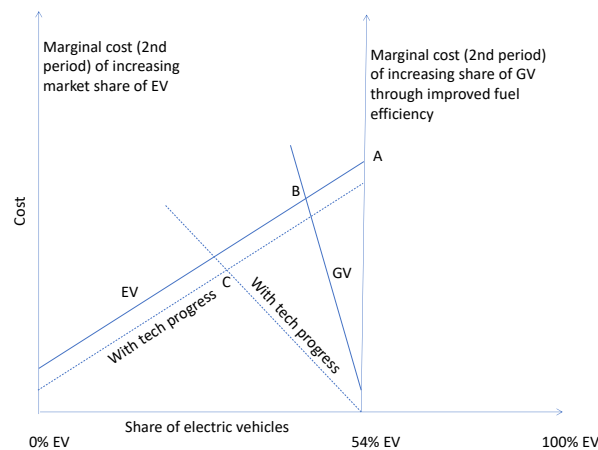 Marginal cost (2nd
period) of increasing
market share of EV
Marginal cost (2nd period)
of increasing share of GV
through improved fuel
efficiency
A
B
Cost
GV
EV
C
With tech progress
With tech progress
Share of electric vehicles
0% EV
54% EV
100% EV